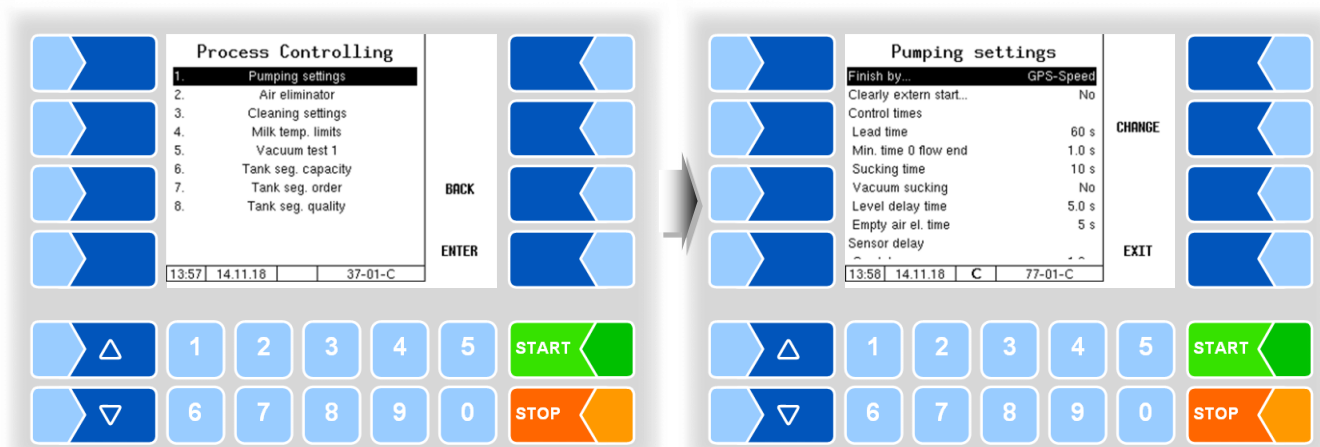 Process Controlling
1. Pumping settings
2. Air eliminator
3. Cleaning settings
4. Milk temp. limits
5. Vacuum test 1
6. Tank seg. capacity
7. Tank seg. order
8. Tank seg. quality
BACK
ENTER
13:57 14.11.18 37-01-C
1 2 3 4 5 START
6 7 8 9 0 STOP
Pumping settings
Finish by... GPS-Speed
Clearly extern start... No
Control times
Lead time 60 s
Min. time 0 flow end 1.0 s
Sucking time 10 s
Vacuum sucking No
Level delay time 5.0 s
Empty air el. time 5 s
Sensor delay
CHANGE
EXIT
13:58 14.11.18 C 77-01-C
1 2 3 4 5 START
6 7 8 9 0 STOP